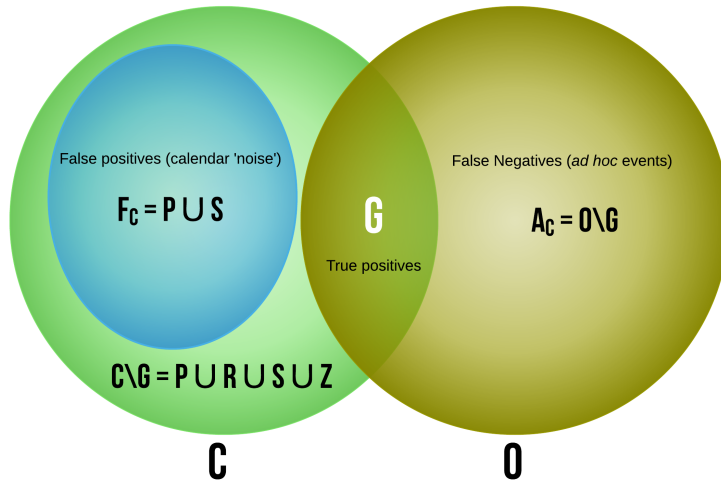 False positives (calendar 'noise')
False Negatives (ad hoc events)
F_C = P ∪ S
G
A_C = O\G
True positives
C\G = P ∪ R ∪ S ∪ Z
C
O